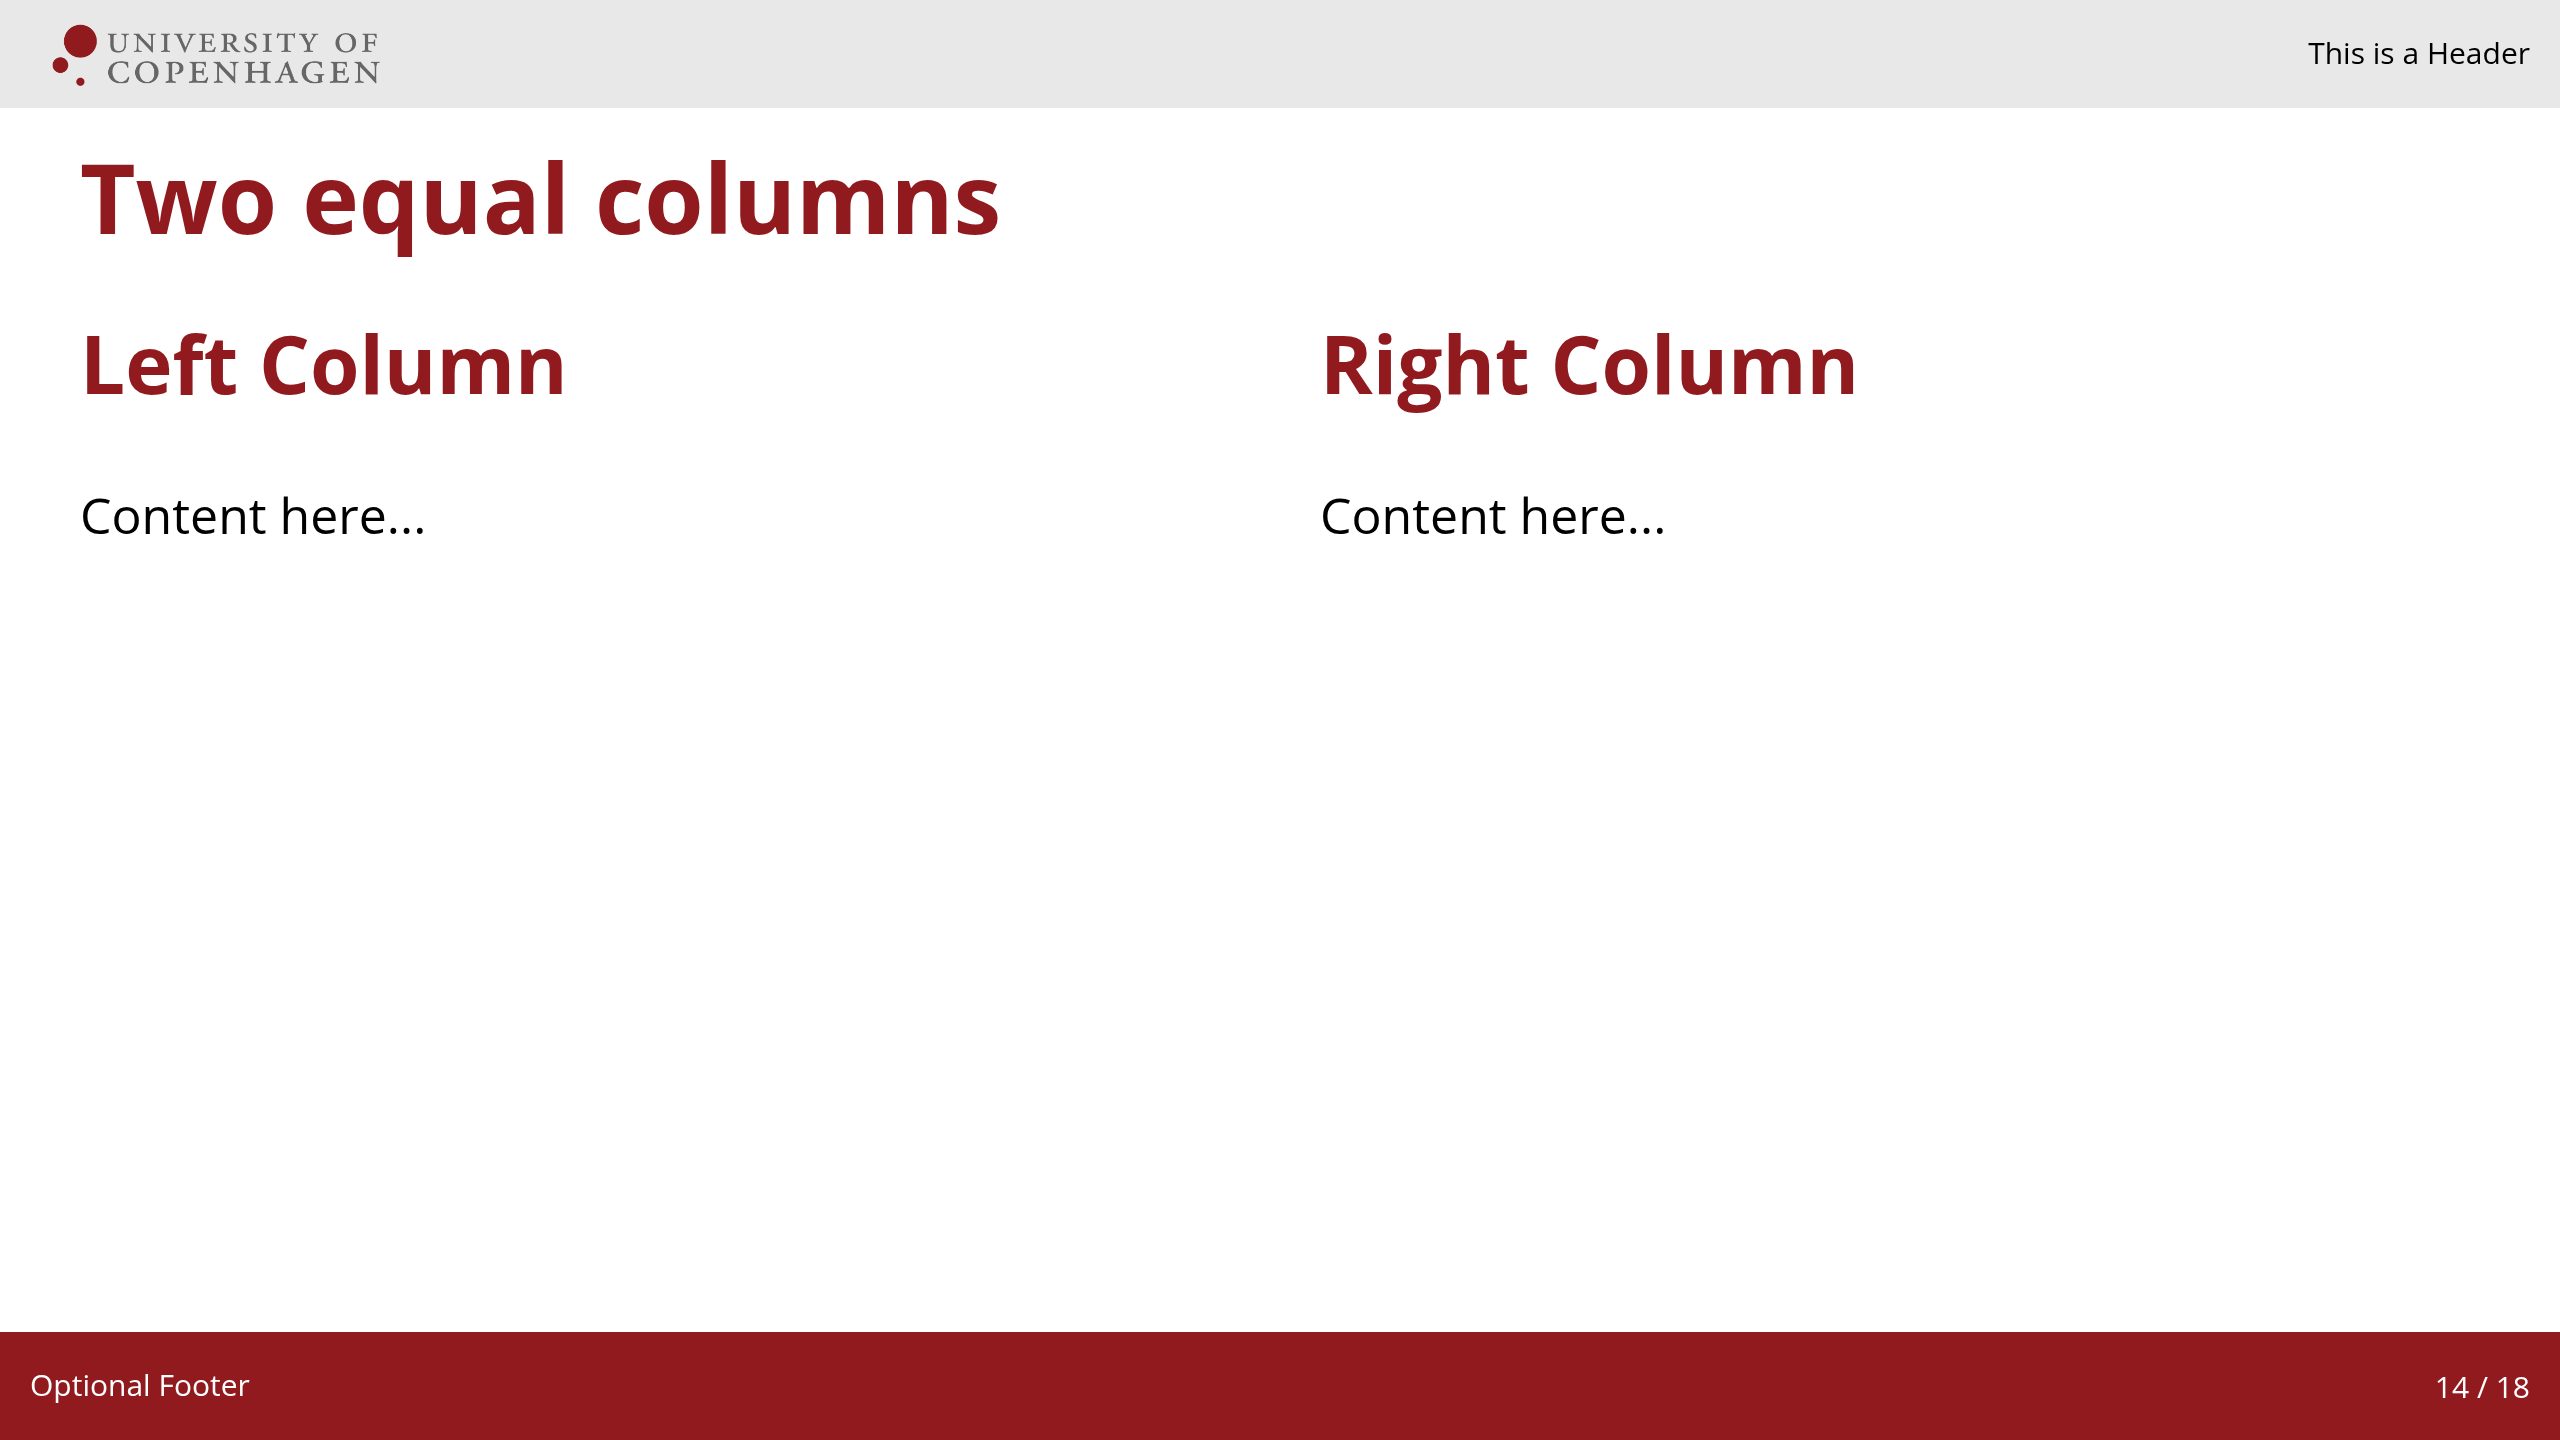 UNIVERSITY OF
COPENHAGEN
This is a Header
Two equal columns
Left Column
Content here...
Right Column
Content here...
Optional Footer
14 / 18